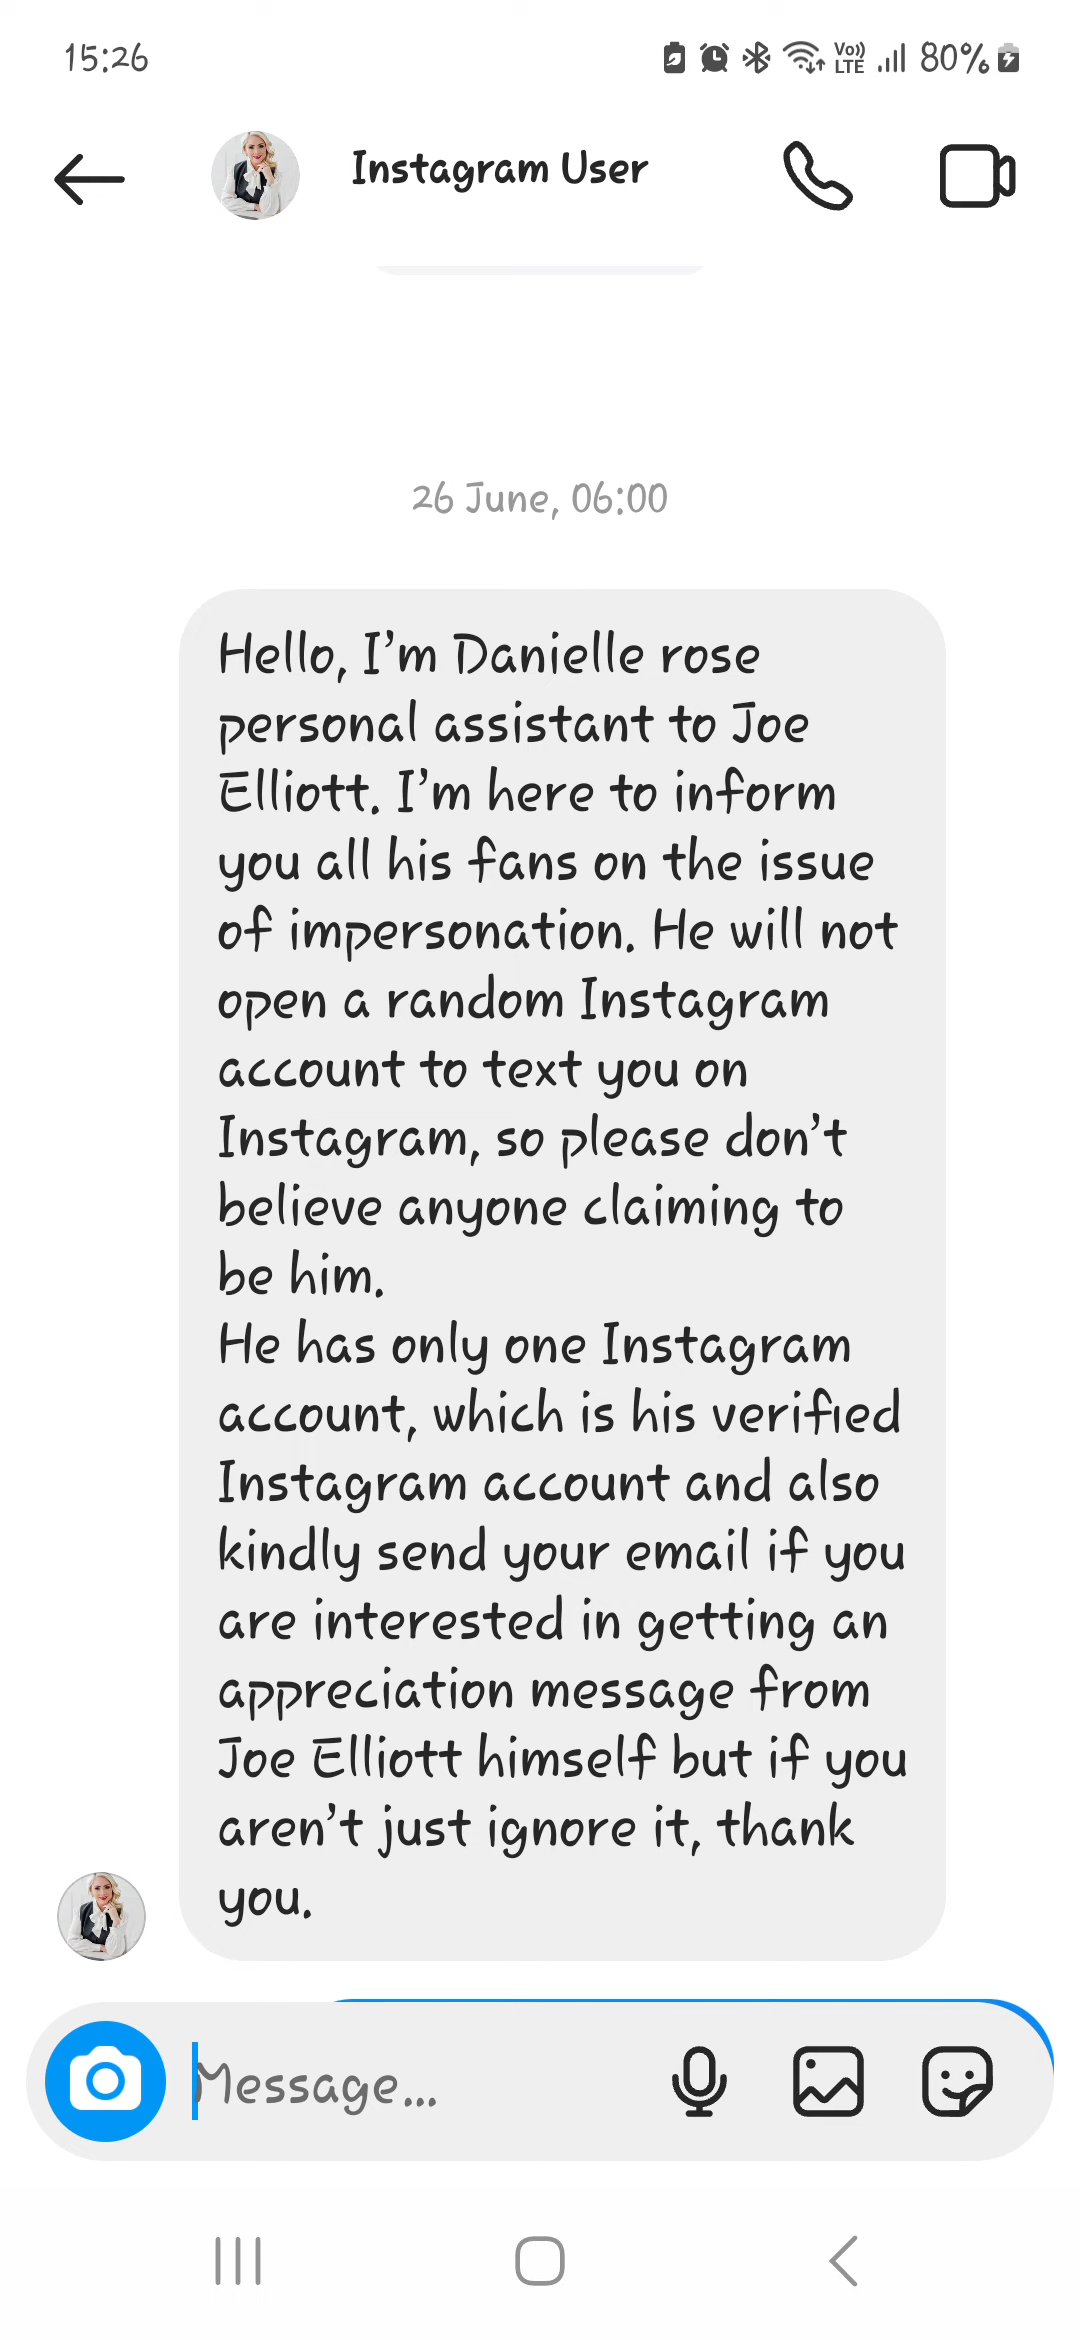 15:26
Vo)) LTE 80%
Instagram User
26 June, 06:00
Hello, I'm Danielle rose
personal assistant to Joe
Elliott. I'm here to inform
you all his fans on the issue
of impersonation. He will not
open a random Instagram
account to text you on
Instagram, so please don't
believe anyone claiming to
be him.
He has only one Instagram
account, which is his verified
Instagram account and also
kindly send your email if you
are interested in getting an
appreciation message from
Joe Elliott himself but if you
aren't just ignore it, thank
you.
Message...